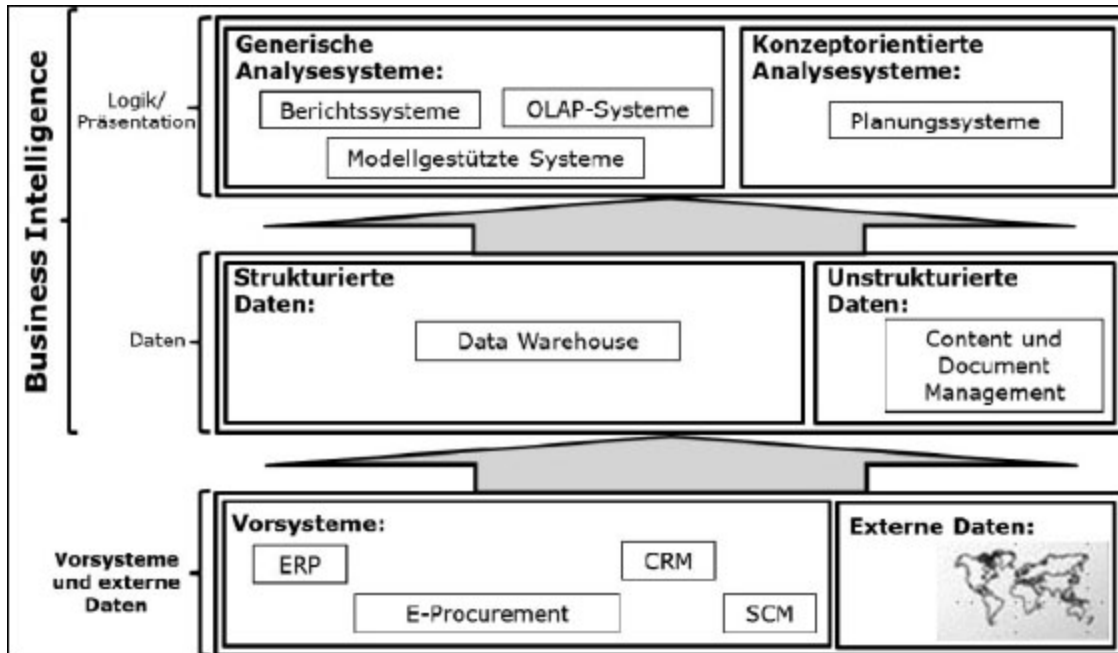 Business Intelligence
Logik/
Präsentation
Generische
Analysesysteme:
Berichtssysteme
OLAP-Systeme
Modellgestützte Systeme
Konzeptorientierte
Analysesysteme:
Planungssysteme
Daten
Strukturierte
Daten:
Data Warehouse
Unstrukturierte
Daten:
Content und
Document
Management
Vorsysteme
und externe
Daten
Vorsysteme:
ERP
CRM
E-Procurement
SCM
Externe Daten: